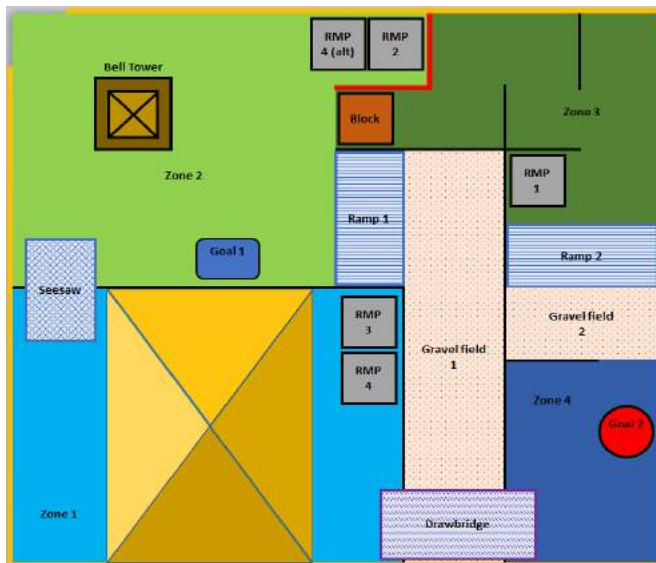 RMP
4 (alt)
RMP
2
Bell Tower
Block
Zone 3
Zone 2
RMP
1
Ramp 1
Goal 1
Ramp 2
Seesaw
RMP
3
Gravel field
2
Gravel field
1
RMP
4
Zone 4
Goal 2
Zone 1
Drawbridge